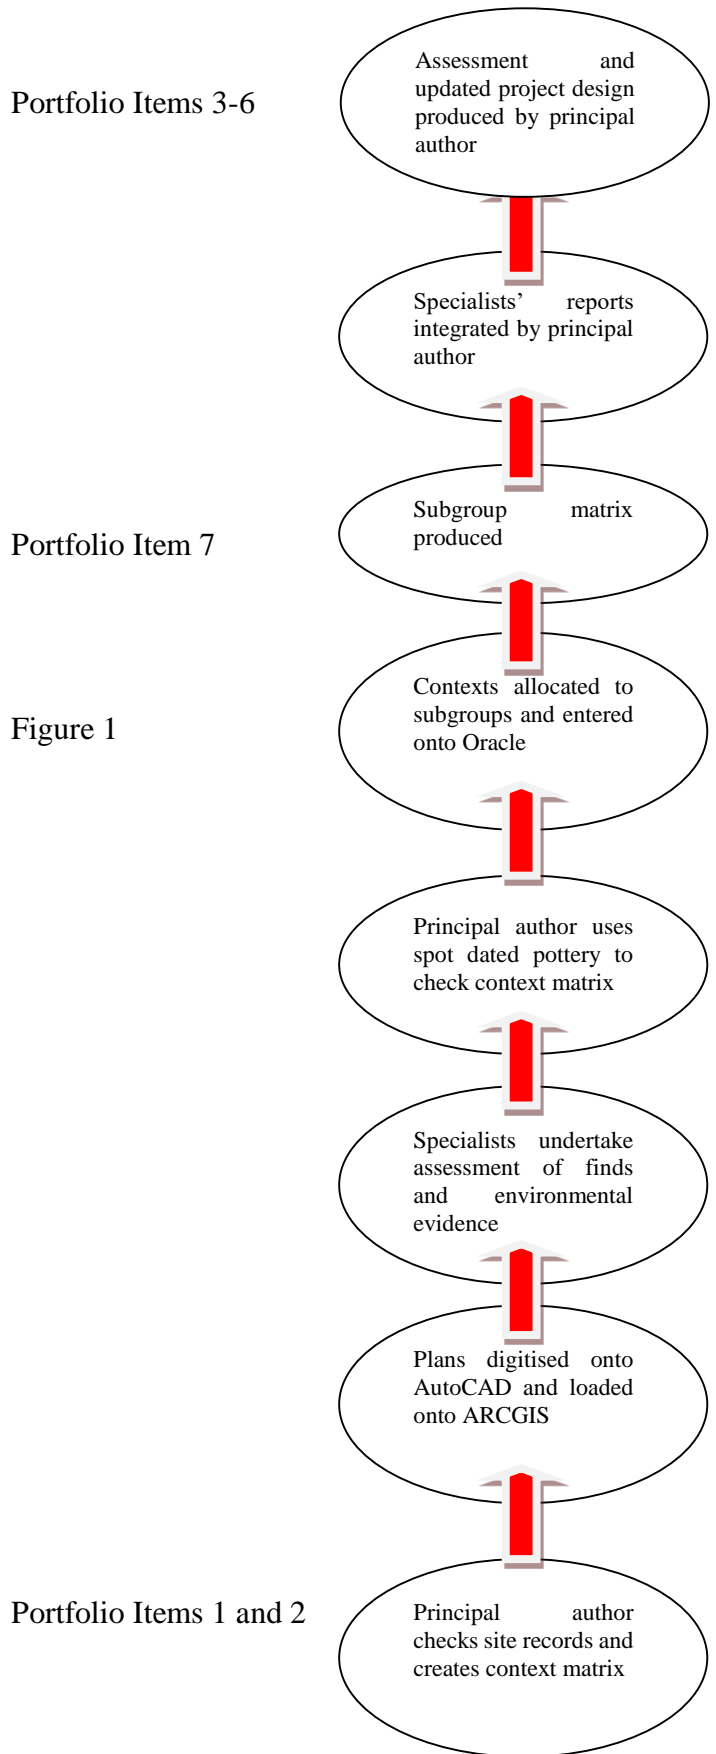 Assessment and
updated project design
Portfolio Items 3-6
produced by principal
author
Specialists’ reports
integrated by principal
author
Subgroup matrix
produced
Portfolio Item 7
Contexts allocated to
subgroups and entered
onto Oracle
Figure 1
Principal author uses
spot dated pottery to
check context matrix
Specialists undertake
assessment of finds
and environmental
evidence
Plans digitised onto
AutoCAD and loaded
onto ARCGIS
Portfolio Items 1 and 2
Principal author
checks site records and
creates context matrix